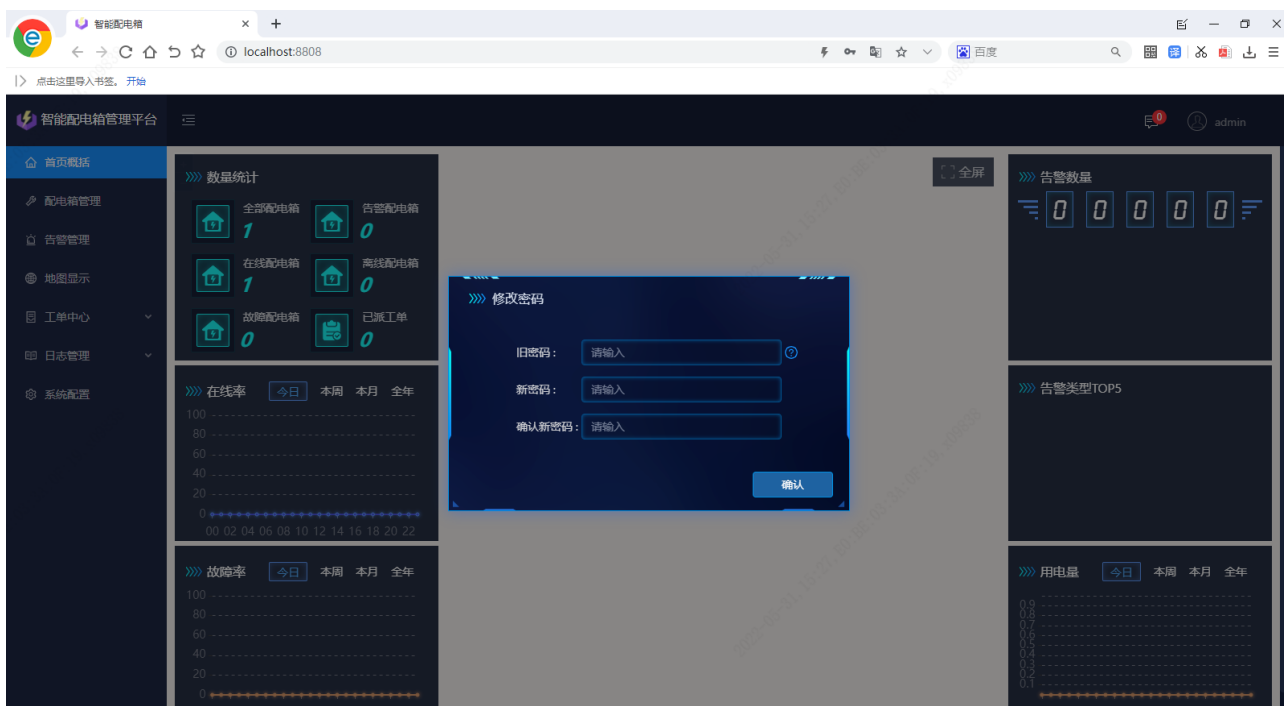 智能配电箱
localhost:8808
百度
点击这里导入书签。 开始
智能配电箱管理平台
0
admin
首页概括
配电箱管理
告警管理
地图显示
工单中心
日志管理
系统配置
数量统计
全部配电箱 告警配电箱
1 0
在线配电箱 离线配电箱
1 0
故障配电箱 已派工单
0 0
全屏
告警数量
0 0 0 0 0
修改密码
旧密码: 请输入
新密码: 请输入
确认新密码: 请输入
确认
在线率 今日 本周 本月 全年
100
80
60
40
20
0
00 02 04 06 08 10 12 14 16 18 20 22
告警类型TOP5
故障率 今日 本周 本月 全年
100
80
60
40
20
0
用电量 今日 本周 本月 全年
0.9
0.8
0.7
0.6
0.5
0.4
0.3
0.2
0.1